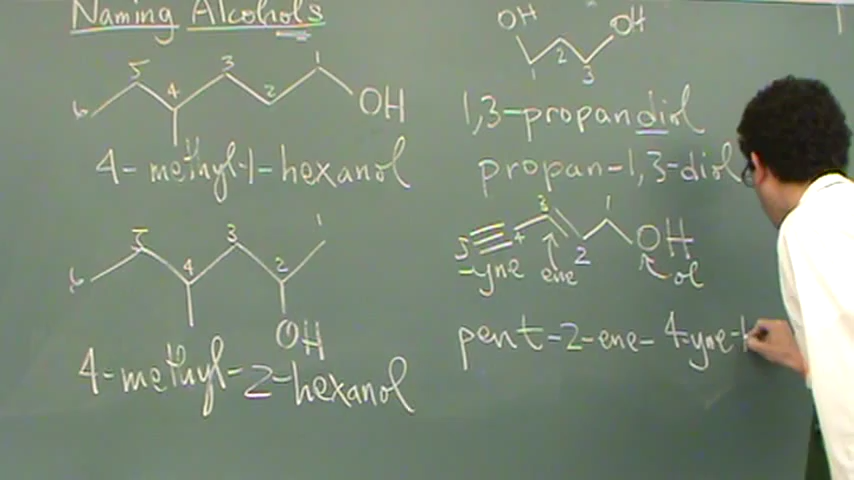 Naming Alcohols
6 5 4 3 2 1 OH
4-methyl-1-hexanol
6 5 4 3 2 1
OH
4-methyl-2-hexanol
OH OH
1 2 3
1,3-propandiol
propan-1,3-diol
5 4 3 2 1 OH
-yne ene ol
pent-2-ene-4-yne-1